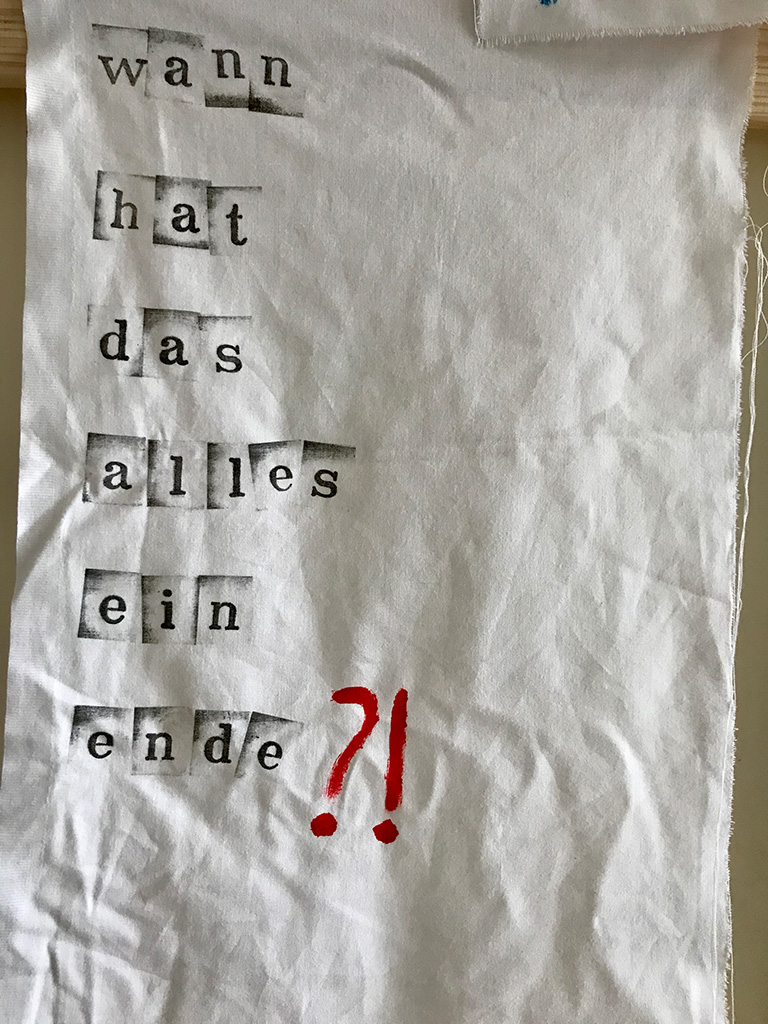 wann
hat
das
alles
ein
ende ?!